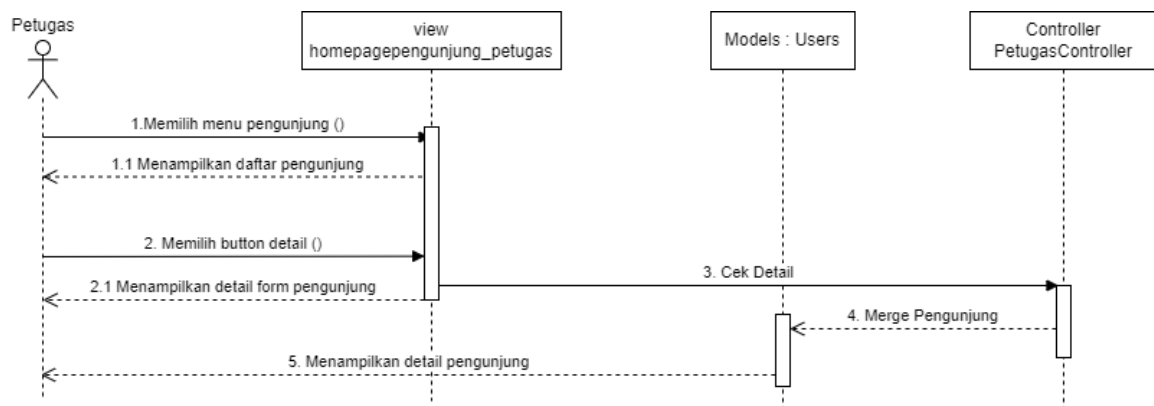 Petugas
view
homepagepengunjung_petugas
Models : Users
Controller
PetugasController
1.Memilih menu pengunjung ()
1.1 Menampilkan daftar pengunjung
2. Memilih button detail ()
3. Cek Detail
2.1 Menampilkan detail form pengunjung
4. Merge Pengunjung
5. Menampilkan detail pengunjung